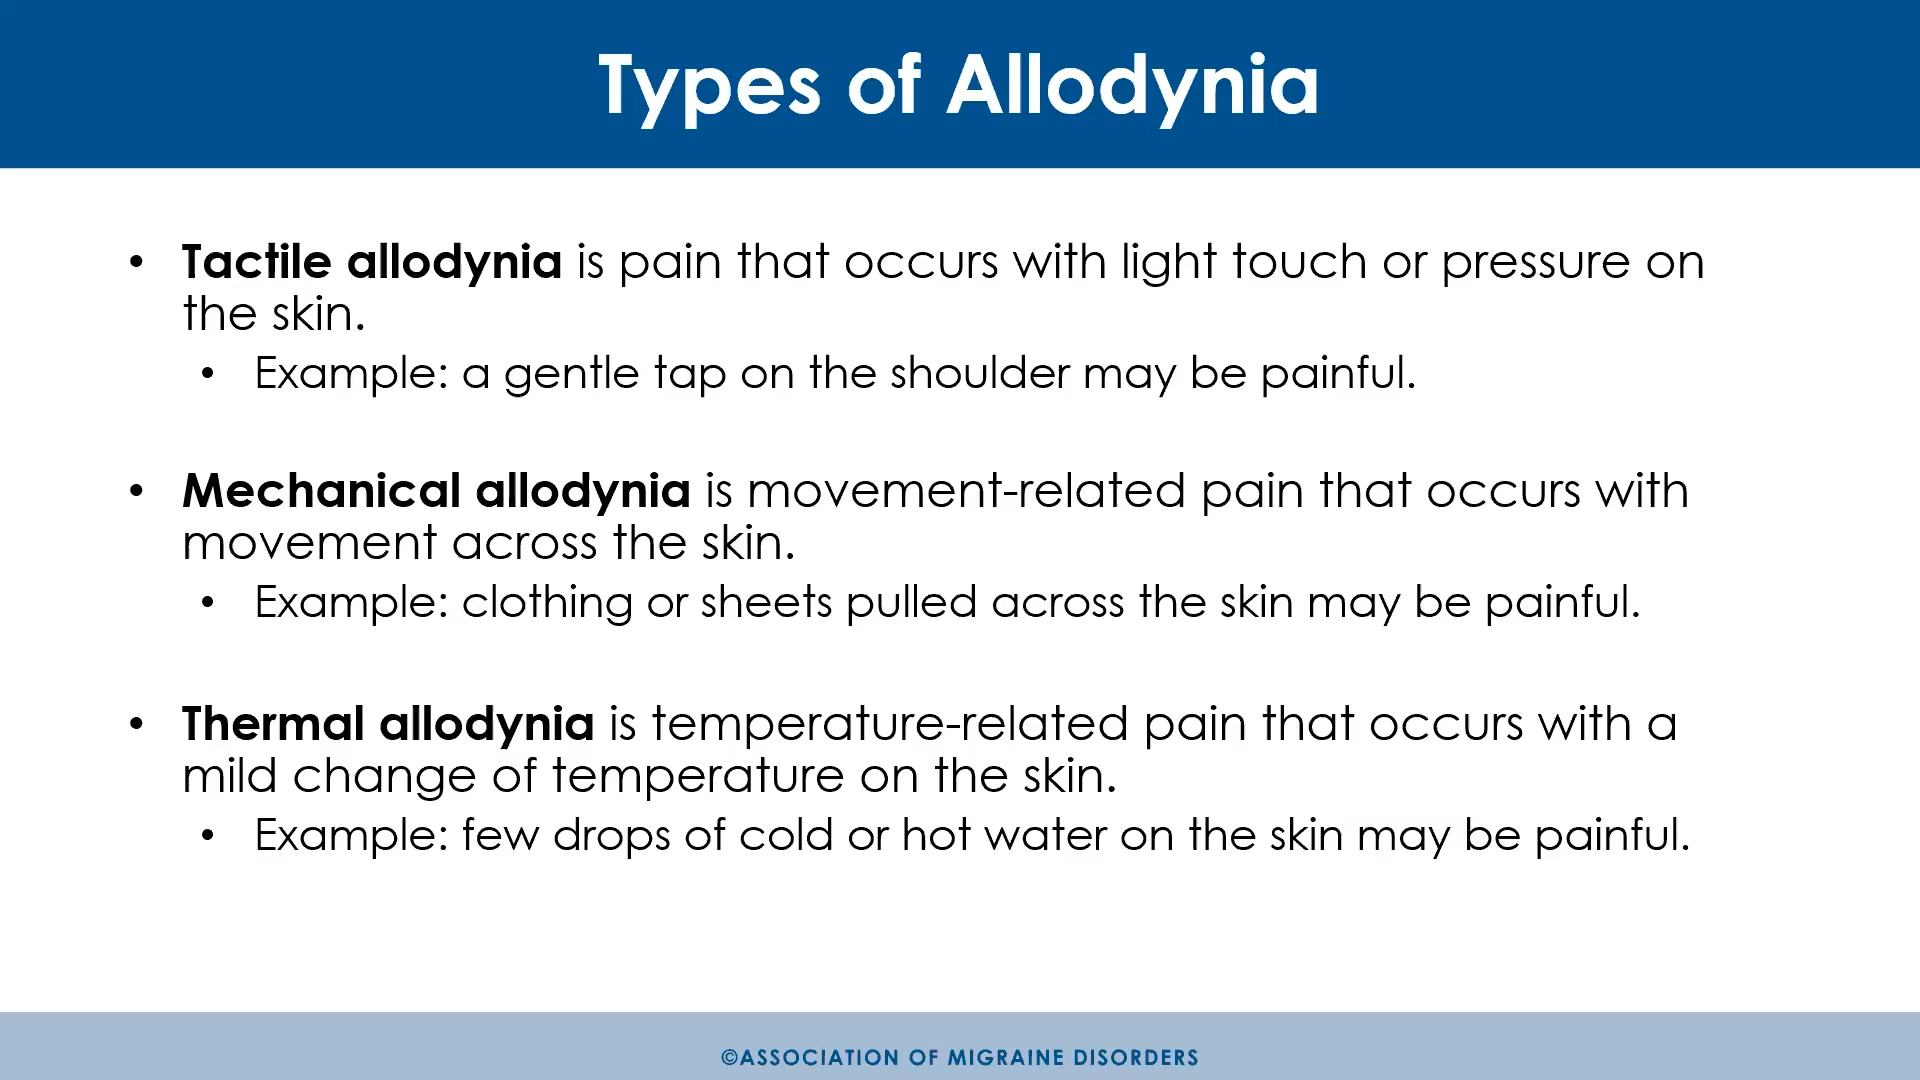 Types of Allodynia
• Tactile allodynia is pain that occurs with light touch or pressure on
the skin.
• Example: a gentle tap on the shoulder may be painful.
• Mechanical allodynia is movement-related pain that occurs with
movement across the skin.
• Example: clothing or sheets pulled across the skin may be painful.
• Thermal allodynia is temperature-related pain that occurs with a
mild change of temperature on the skin.
• Example: few drops of cold or hot water on the skin may be painful.
©ASSOCIATION OF MIGRAINE DISORDERS